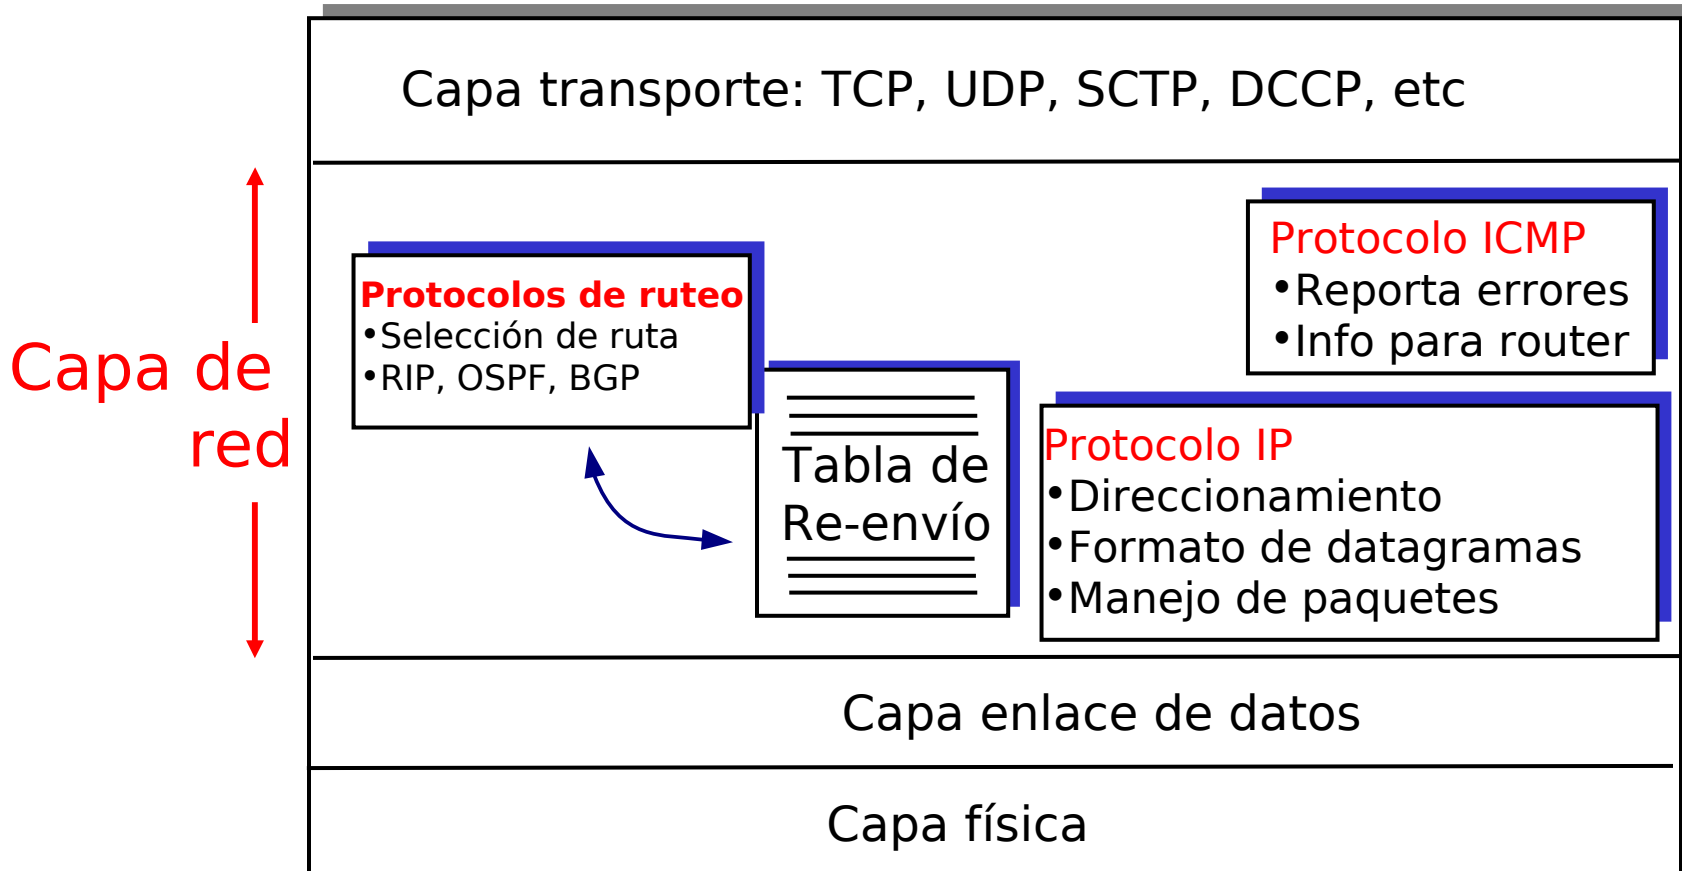 Capa transporte: TCP, UDP, SCTP, DCCP, etc
Capa de
red
Protocolos de ruteo
•Selección de ruta
•RIP, OSPF, BGP
Tabla de
Re-envío
Protocolo ICMP
•Reporta errores
•Info para router
Protocolo IP
•Direccionamiento
•Formato de datagramas
•Manejo de paquetes
Capa enlace de datos
Capa física